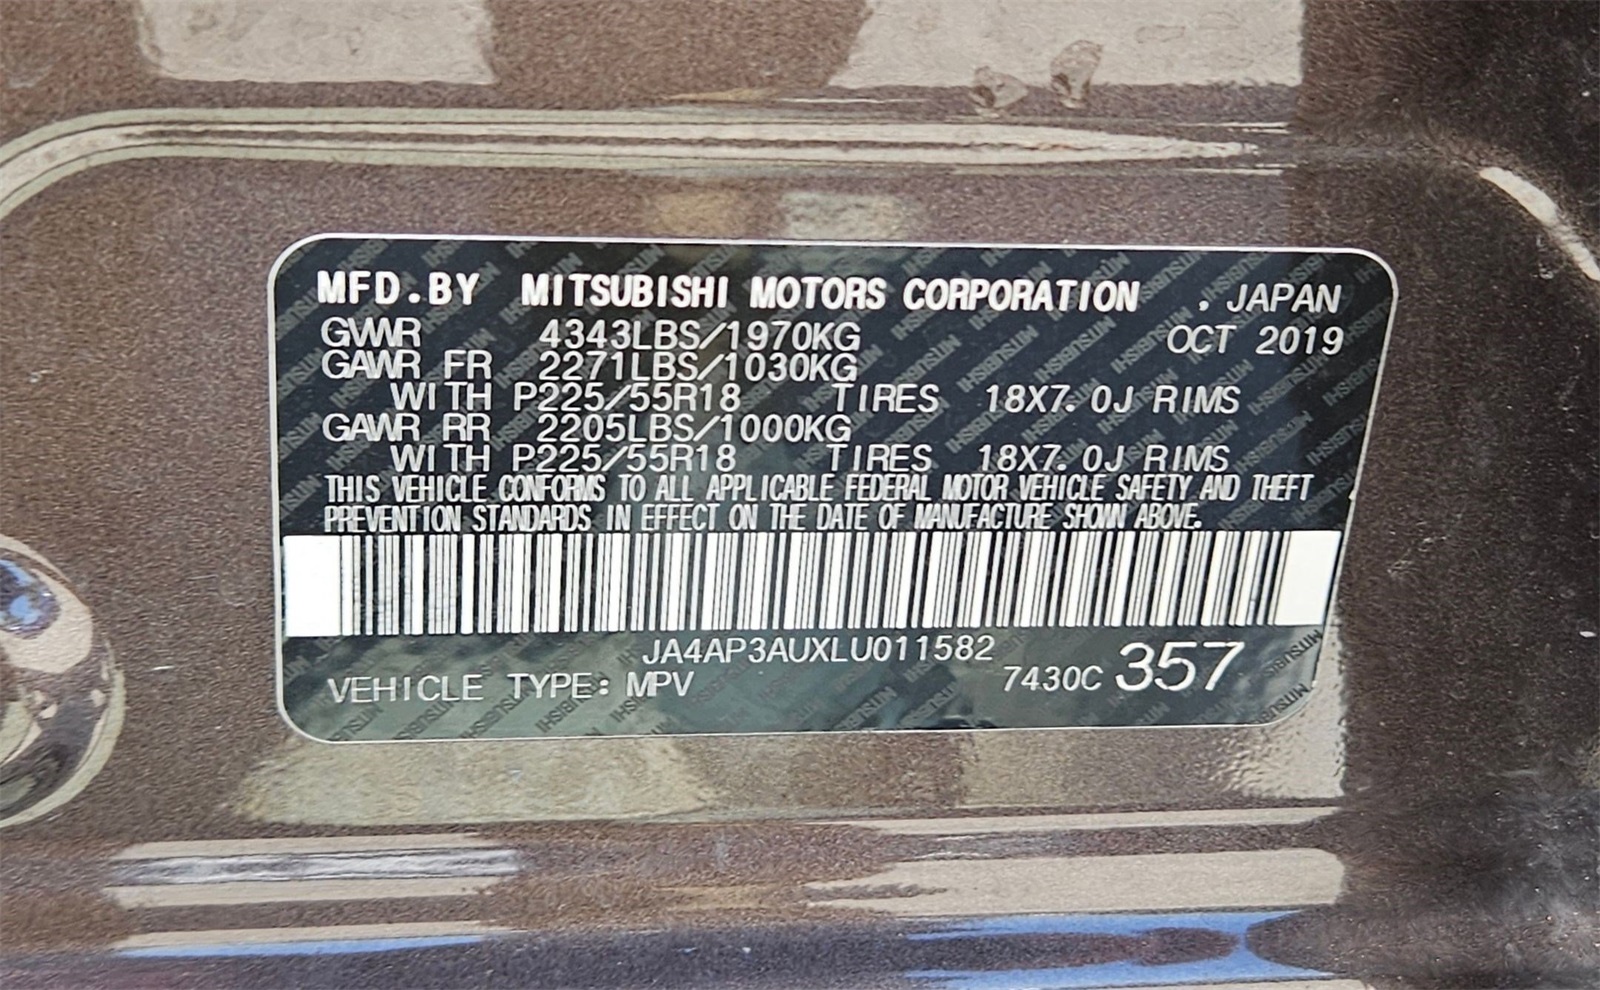 MFD.BY MITSUBISHI MOTORS CORPORATION , JAPAN
GVWR 4343LBS/1970KG OCT 2019
GAWR FR 2271LBS/1030KG
WITH P225/55R18 TIRES 18X7.0J RIMS
GAWR RR 2205LBS/1000KG
WITH P225/55R18 TIRES 18X7.0J RIMS
THIS VEHICLE CONFORMS TO ALL APPLICABLE FEDERAL MOTOR VEHICLE SAFETY AND THEFT
PREVENTION STANDARDS IN EFFECT ON THE DATE OF MANUFACTURE SHOWN ABOVE.
JA4AP3AUXLU011582
VEHICLE TYPE: MPV 7430C 357